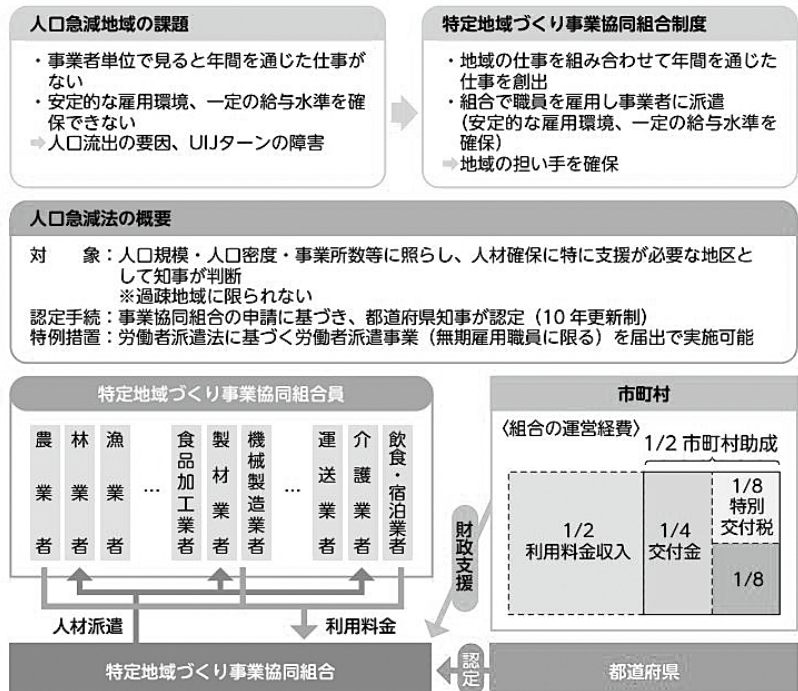 人口急減地域の課題
・事業者単位で見ると年間を通じた仕事が
ない
・安定的な雇用環境、一定の給与水準を確
保できない
➡人口流出の要因、UIJターンの障害
特定地域づくり事業協同組合制度
・地域の仕事を組み合わせて年間を通じた
仕事を創出
・組合で職員を雇用し事業者に派遣
（安定的な雇用環境、一定の給与水準を
確保）
➡地域の担い手を確保
人口急減法の概要
対　　象：人口規模・人口密度・事業所数等に照らし、人材確保に特に支援が必要な地区と
して知事が判断
※過疎地域に限られない
認定手続：事業協同組合の申請に基づき、都道府県知事が認定（10年更新制）
特例措置：労働者派遣法に基づく労働者派遣事業（無期雇用職員に限る）を届出で実施可能
特定地域づくり事業協同組合員
農業者
林業者
漁業者
…
食品加工業者
製材業者
機械製造業者
…
運送業者
介護業者
飲食・宿泊業者
人材派遣
利用料金
特定地域づくり事業協同組合
市町村
〈組合の運営経費〉
1/2 市町村助成
1/2
利用料金収入
1/4
交付金
1/8
特別
交付税
1/8
財政支援
認定
都道府県